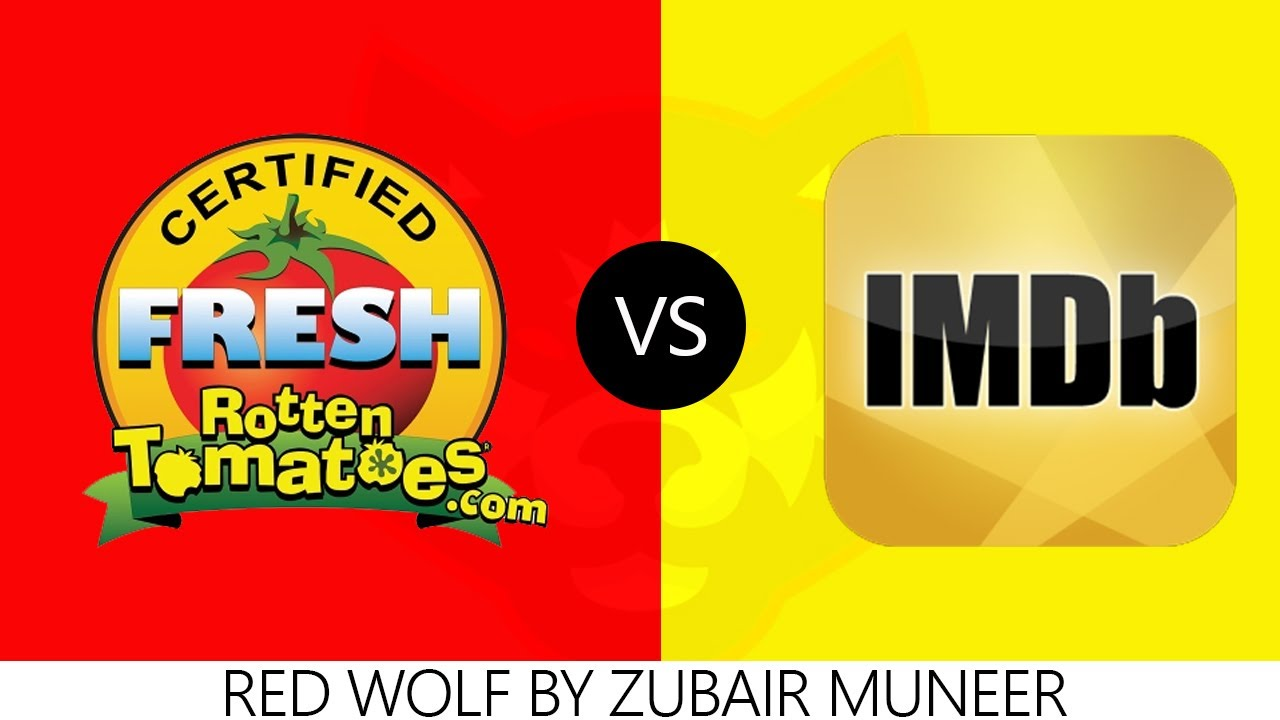 CERTIFIED
FRESH
Rotten
Tomatoes®
.com
VS
IMDb
RED WOLF BY ZUBAIR MUNEER